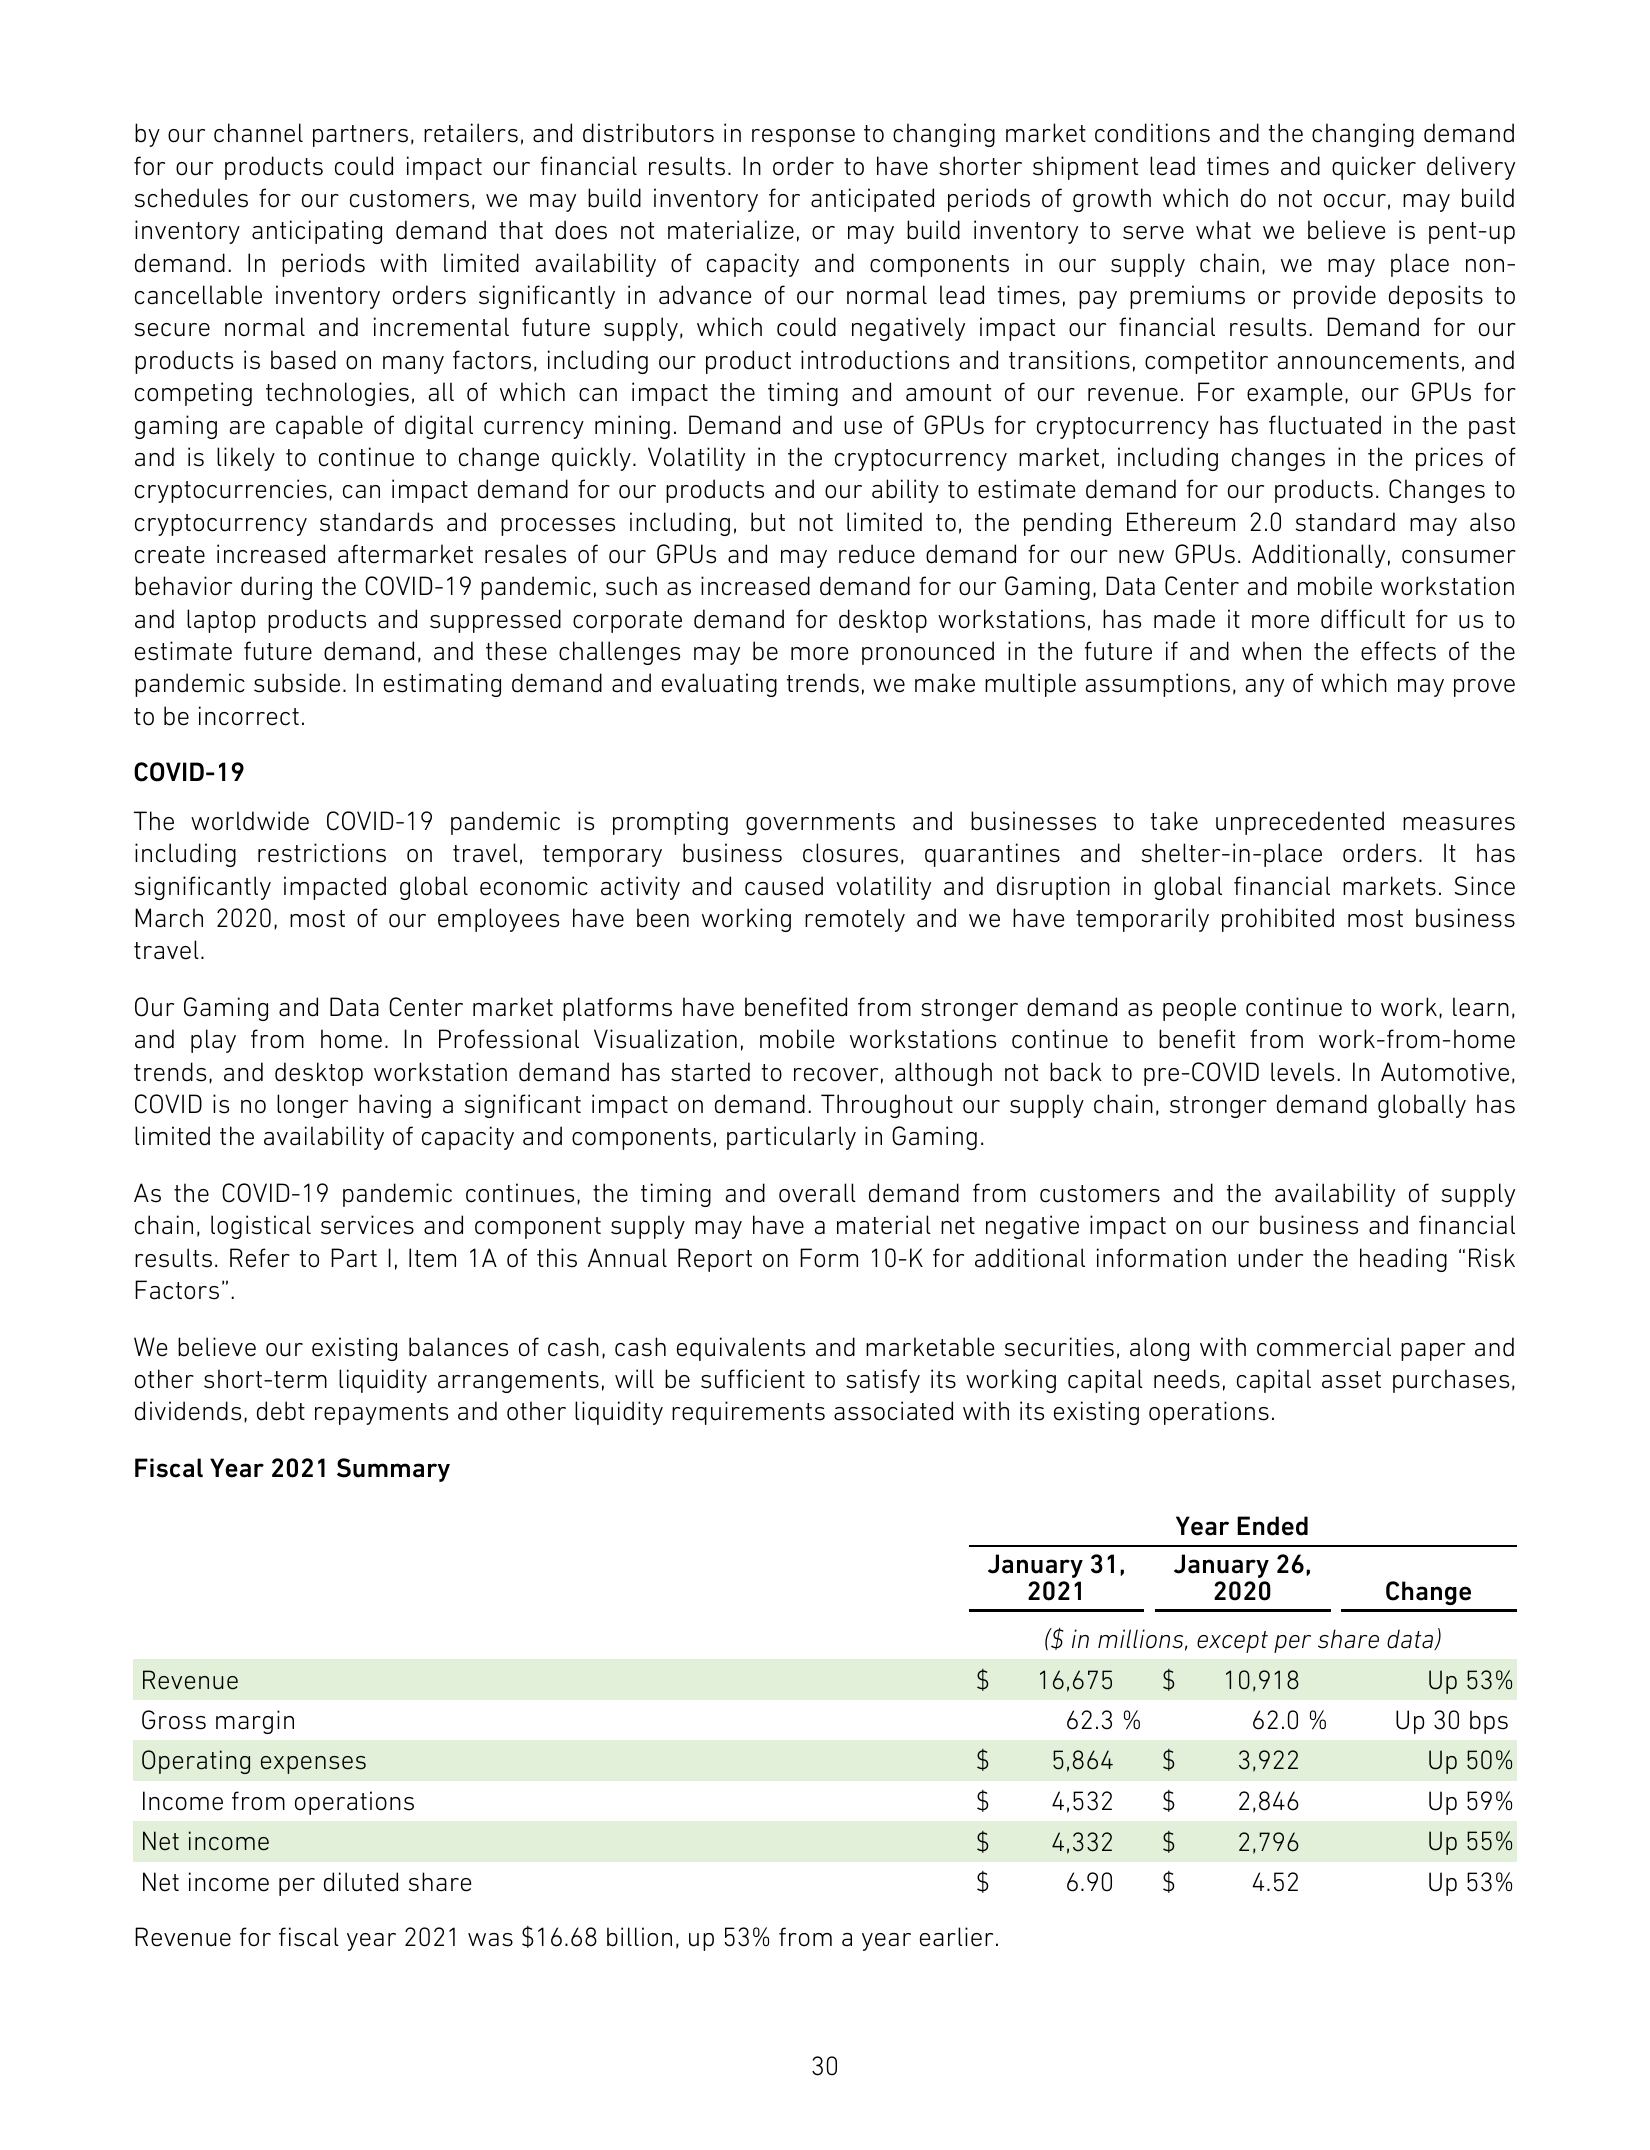 by our channel partners, retailers, and distributors in response to changing market conditions and the changing demand
for our products could impact our financial results. In order to have shorter shipment lead times and quicker delivery
schedules for our customers, we may build inventory for anticipated periods of growth which do not occur, may build
inventory anticipating demand that does not materialize, or may build inventory to serve what we believe is pent-up
demand. In periods with limited availability of capacity and components in our supply chain, we may place non-
cancellable inventory orders significantly in advance of our normal lead times, pay premiums or provide deposits to
secure normal and incremental future supply, which could negatively impact our financial results. Demand for our
products is based on many factors, including our product introductions and transitions, competitor announcements, and
competing technologies, all of which can impact the timing and amount of our revenue. For example, our GPUs for
gaming are capable of digital currency mining. Demand and use of GPUs for cryptocurrency has fluctuated in the past
and is likely to continue to change quickly. Volatility in the cryptocurrency market, including changes in the prices of
cryptocurrencies, can impact demand for our products and our ability to estimate demand for our products. Changes to
cryptocurrency standards and processes including, but not limited to, the pending Ethereum 2.0 standard may also
create increased aftermarket resales of our GPUs and may reduce demand for our new GPUs. Additionally, consumer
behavior during the COVID-19 pandemic, such as increased demand for our Gaming, Data Center and mobile workstation
and laptop products and suppressed corporate demand for desktop workstations, has made it more difficult for us to
estimate future demand, and these challenges may be more pronounced in the future if and when the effects of the
pandemic subside. In estimating demand and evaluating trends, we make multiple assumptions, any of which may prove
to be incorrect.
COVID-19
The worldwide COVID-19 pandemic is prompting governments and businesses to take unprecedented measures
including restrictions on travel, temporary business closures, quarantines and shelter-in-place orders. It has
significantly impacted global economic activity and caused volatility and disruption in global financial markets. Since
March 2020, most of our employees have been working remotely and we have temporarily prohibited most business
travel.
Our Gaming and Data Center market platforms have benefited from stronger demand as people continue to work, learn,
and play from home. In Professional Visualization, mobile workstations continue to benefit from work-from-home
trends, and desktop workstation demand has started to recover, although not back to pre-COVID levels. In Automotive,
COVID is no longer having a significant impact on demand. Throughout our supply chain, stronger demand globally has
limited the availability of capacity and components, particularly in Gaming.
As the COVID-19 pandemic continues, the timing and overall demand from customers and the availability of supply
chain, logistical services and component supply may have a material net negative impact on our business and financial
results. Refer to Part I, Item 1A of this Annual Report on Form 10-K for additional information under the heading “Risk
Factors”.
We believe our existing balances of cash, cash equivalents and marketable securities, along with commercial paper and
other short-term liquidity arrangements, will be sufficient to satisfy its working capital needs, capital asset purchases,
dividends, debt repayments and other liquidity requirements associated with its existing operations.
Fiscal Year 2021 Summary
Year Ended
January 31, January 26,
2021 2020 Change
($ in millions, except per share data)
Revenue $ 16,675 $ 10,918 Up 53%
Gross margin 62.3 % 62.0 % Up 30 bps
Operating expenses $ 5,864 $ 3,922 Up 50%
Income from operations $ 4,532 $ 2,846 Up 59%
Net income $ 4,332 $ 2,796 Up 55%
Net income per diluted share $ 6.90 $ 4.52 Up 53%
Revenue for fiscal year 2021 was $16.68 billion, up 53% from a year earlier.
30